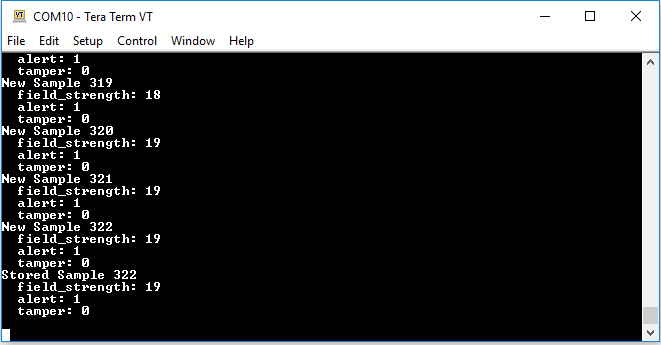 COM10 - Tera Term VT
File Edit Setup Control Window Help
alert: 1
tamper: 0
New Sample 319
field_strength: 18
alert: 1
tamper: 0
New Sample 320
field_strength: 19
alert: 1
tamper: 0
New Sample 321
field_strength: 19
alert: 1
tamper: 0
New Sample 322
field_strength: 19
alert: 1
tamper: 0
Stored Sample 322
field_strength: 19
alert: 1
tamper: 0